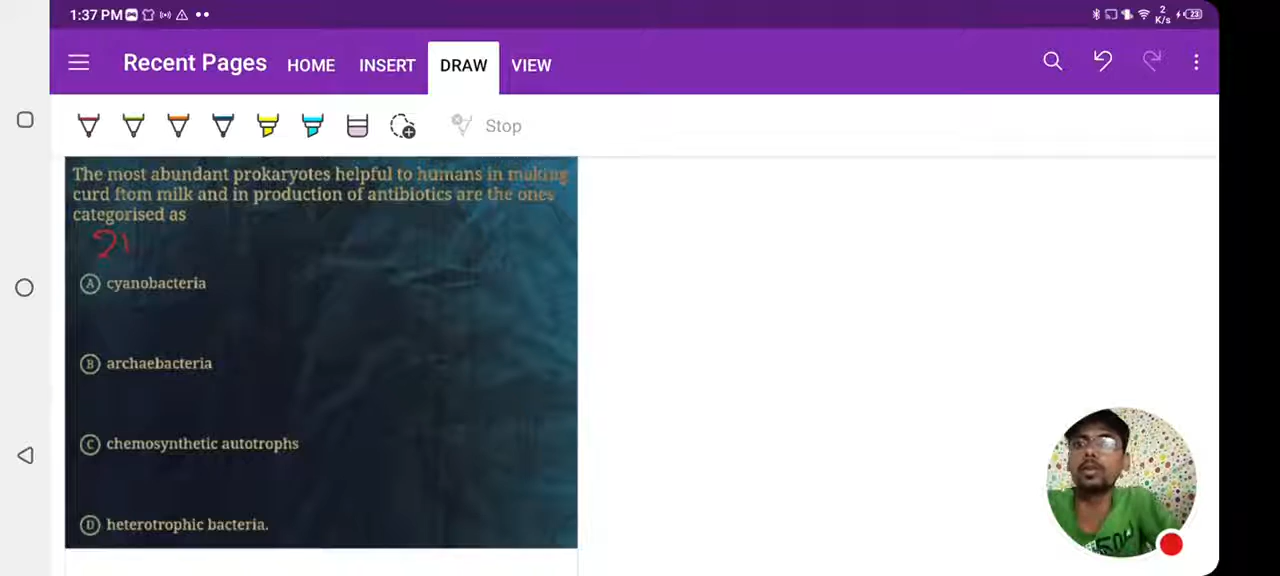 1:37 PM
2
K/s
23
Recent Pages
HOME
INSERT
DRAW
VIEW
Stop
The most abundant prokaryotes helpful to humans in making
curd ftom milk and in production of antibiotics are the ones
categorised as
A cyanobacteria
B archaebacteria
C chemosynthetic autotrophs
D heterotrophic bacteria.